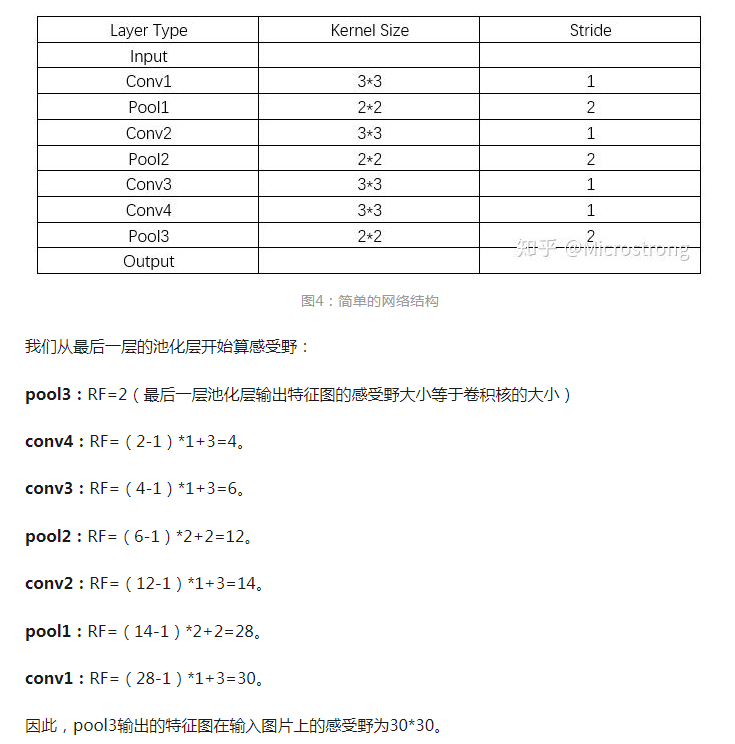 Layer Type Kernel Size Stride
Input
Conv1 3*3 1
Pool1 2*2 2
Conv2 3*3 1
Pool2 2*2 2
Conv3 3*3 1
Conv4 3*3 1
Pool3 2*2 2
知乎 @Microstrong
Output
图4：简单的网络结构
我们从最后一层的池化层开始算感受野：
pool3：RF=2（最后一层池化层输出特征图的感受野大小等于卷积核的大小）
conv4：RF=（2-1）*1+3=4。
conv3：RF=（4-1）*1+3=6。
pool2：RF=（6-1）*2+2=12。
conv2：RF=（12-1）*1+3=14。
pool1：RF=（14-1）*2+2=28。
conv1：RF=（28-1）*1+3=30。
因此，pool3输出的特征图在输入图片上的感受野为30*30。